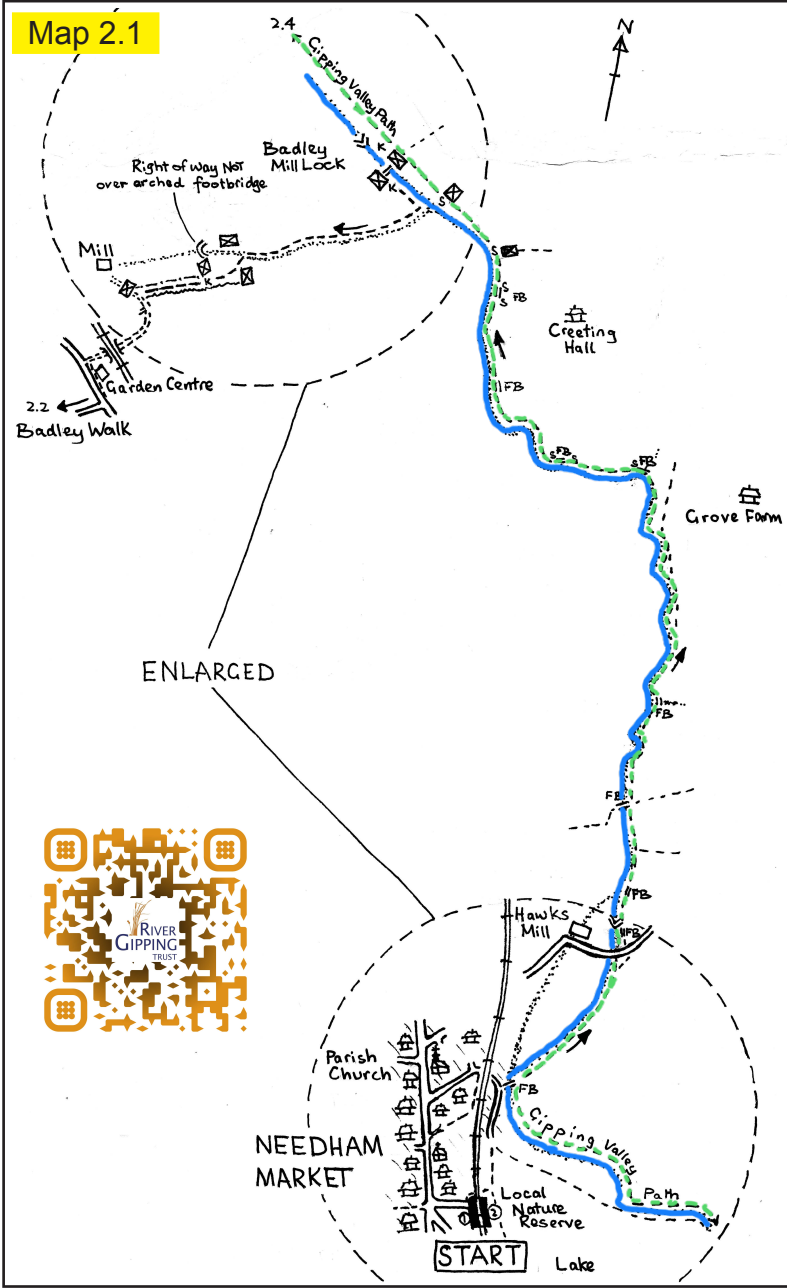 Map 2.1
2.4
N
Gipping Valley Path
K
Badley
Mill Lock
K
Right of Way NOT
over arched footbridge
S
Mill
K
S
S
FB
S
Creeting
Hall
Garden Centre
FB
2.2
Badley Walk
S FB S
S FB
Grove Farm
ENLARGED
FB
FB
FB
Hawks
Mill
FB
RIVER
GIPPING
TRUST
Parish
Church
FB
Gipping Valley
Path
NEEDHAM
MARKET
Local
Nature
Reserve
1
2
START
Lake